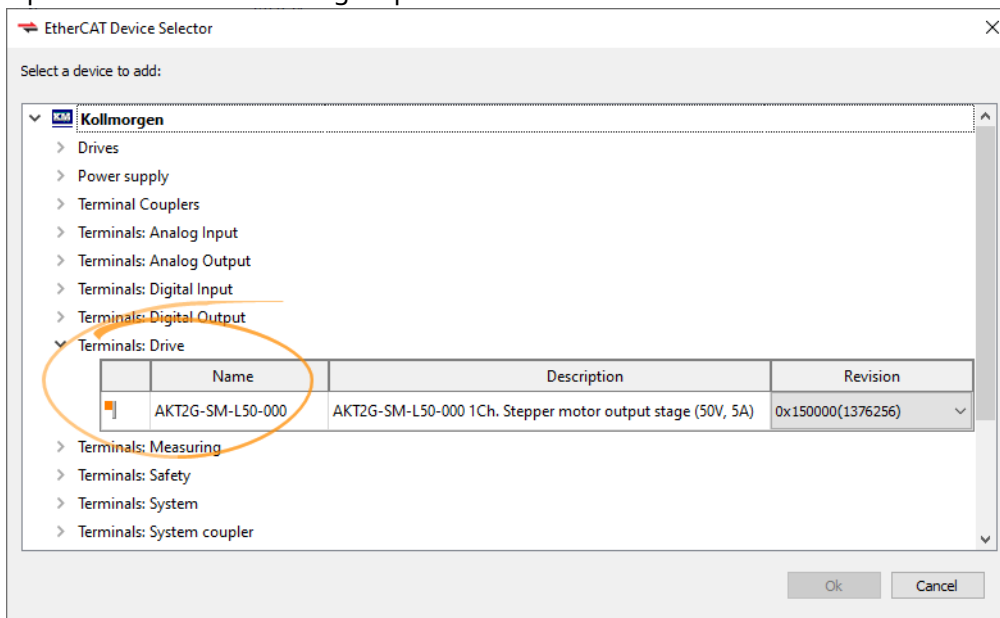 EtherCAT Device Selector
Select a device to add:
KM Kollmorgen
Drives
Power supply
Terminal Couplers
Terminals: Analog Input
Terminals: Analog Output
Terminals: Digital Input
Terminals: Digital Output
Terminals: Drive
Name Description Revision
AKT2G-SM-L50-000 AKT2G-SM-L50-000 1Ch. Stepper motor output stage (50V, 5A) 0x150000(1376256)
Terminals: Measuring
Terminals: Safety
Terminals: System
Terminals: System coupler
Ok Cancel